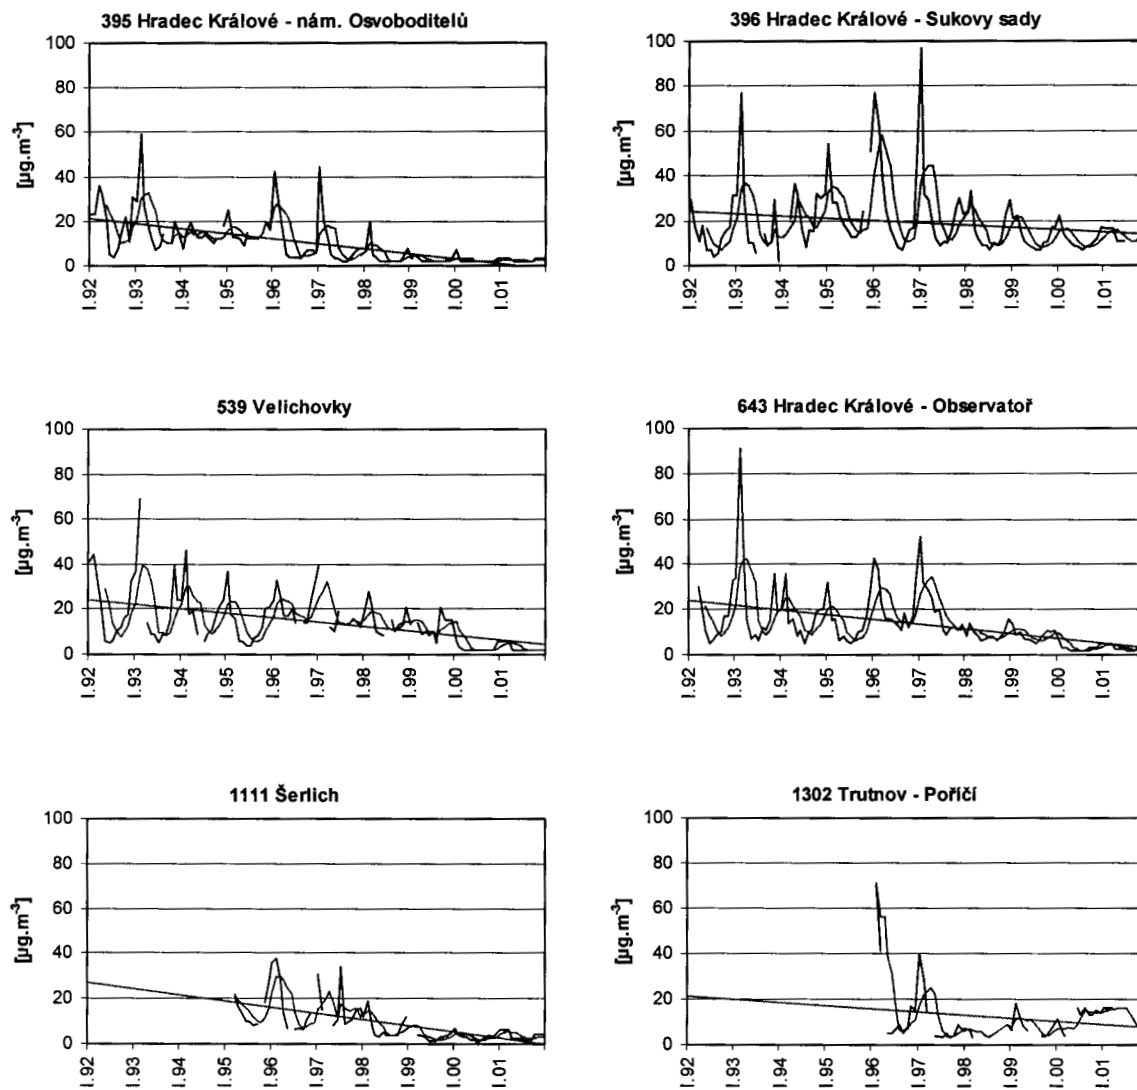 395 Hradec Králové - nám. Osvoboditelů
[µg.m⁻³]
100
80
60
40
20
0
I.92
I.93
I.94
I.95
I.96
I.97
I.98
I.99
I.00
I.01
396 Hradec Králové - Sukovy sady
[µg.m⁻³]
100
80
60
40
20
0
I.92
I.93
I.94
I.95
I.96
I.97
I.98
I.99
I.00
I.01
539 Velichovky
[µg.m⁻³]
100
80
60
40
20
0
I.92
I.93
I.94
I.95
I.96
I.97
I.98
I.99
I.00
I.01
643 Hradec Králové - Observatoř
[µg.m⁻³]
100
80
60
40
20
0
I.92
I.93
I.94
I.95
I.96
I.97
I.98
I.99
I.00
I.01
1111 Šerlich
[µg.m⁻³]
100
80
60
40
20
0
I.92
I.93
I.94
I.95
I.96
I.97
I.98
I.99
I.00
I.01
1302 Trutnov - Poříčí
[µg.m⁻³]
100
80
60
40
20
0
I.92
I.93
I.94
I.95
I.96
I.97
I.98
I.99
I.00
I.01